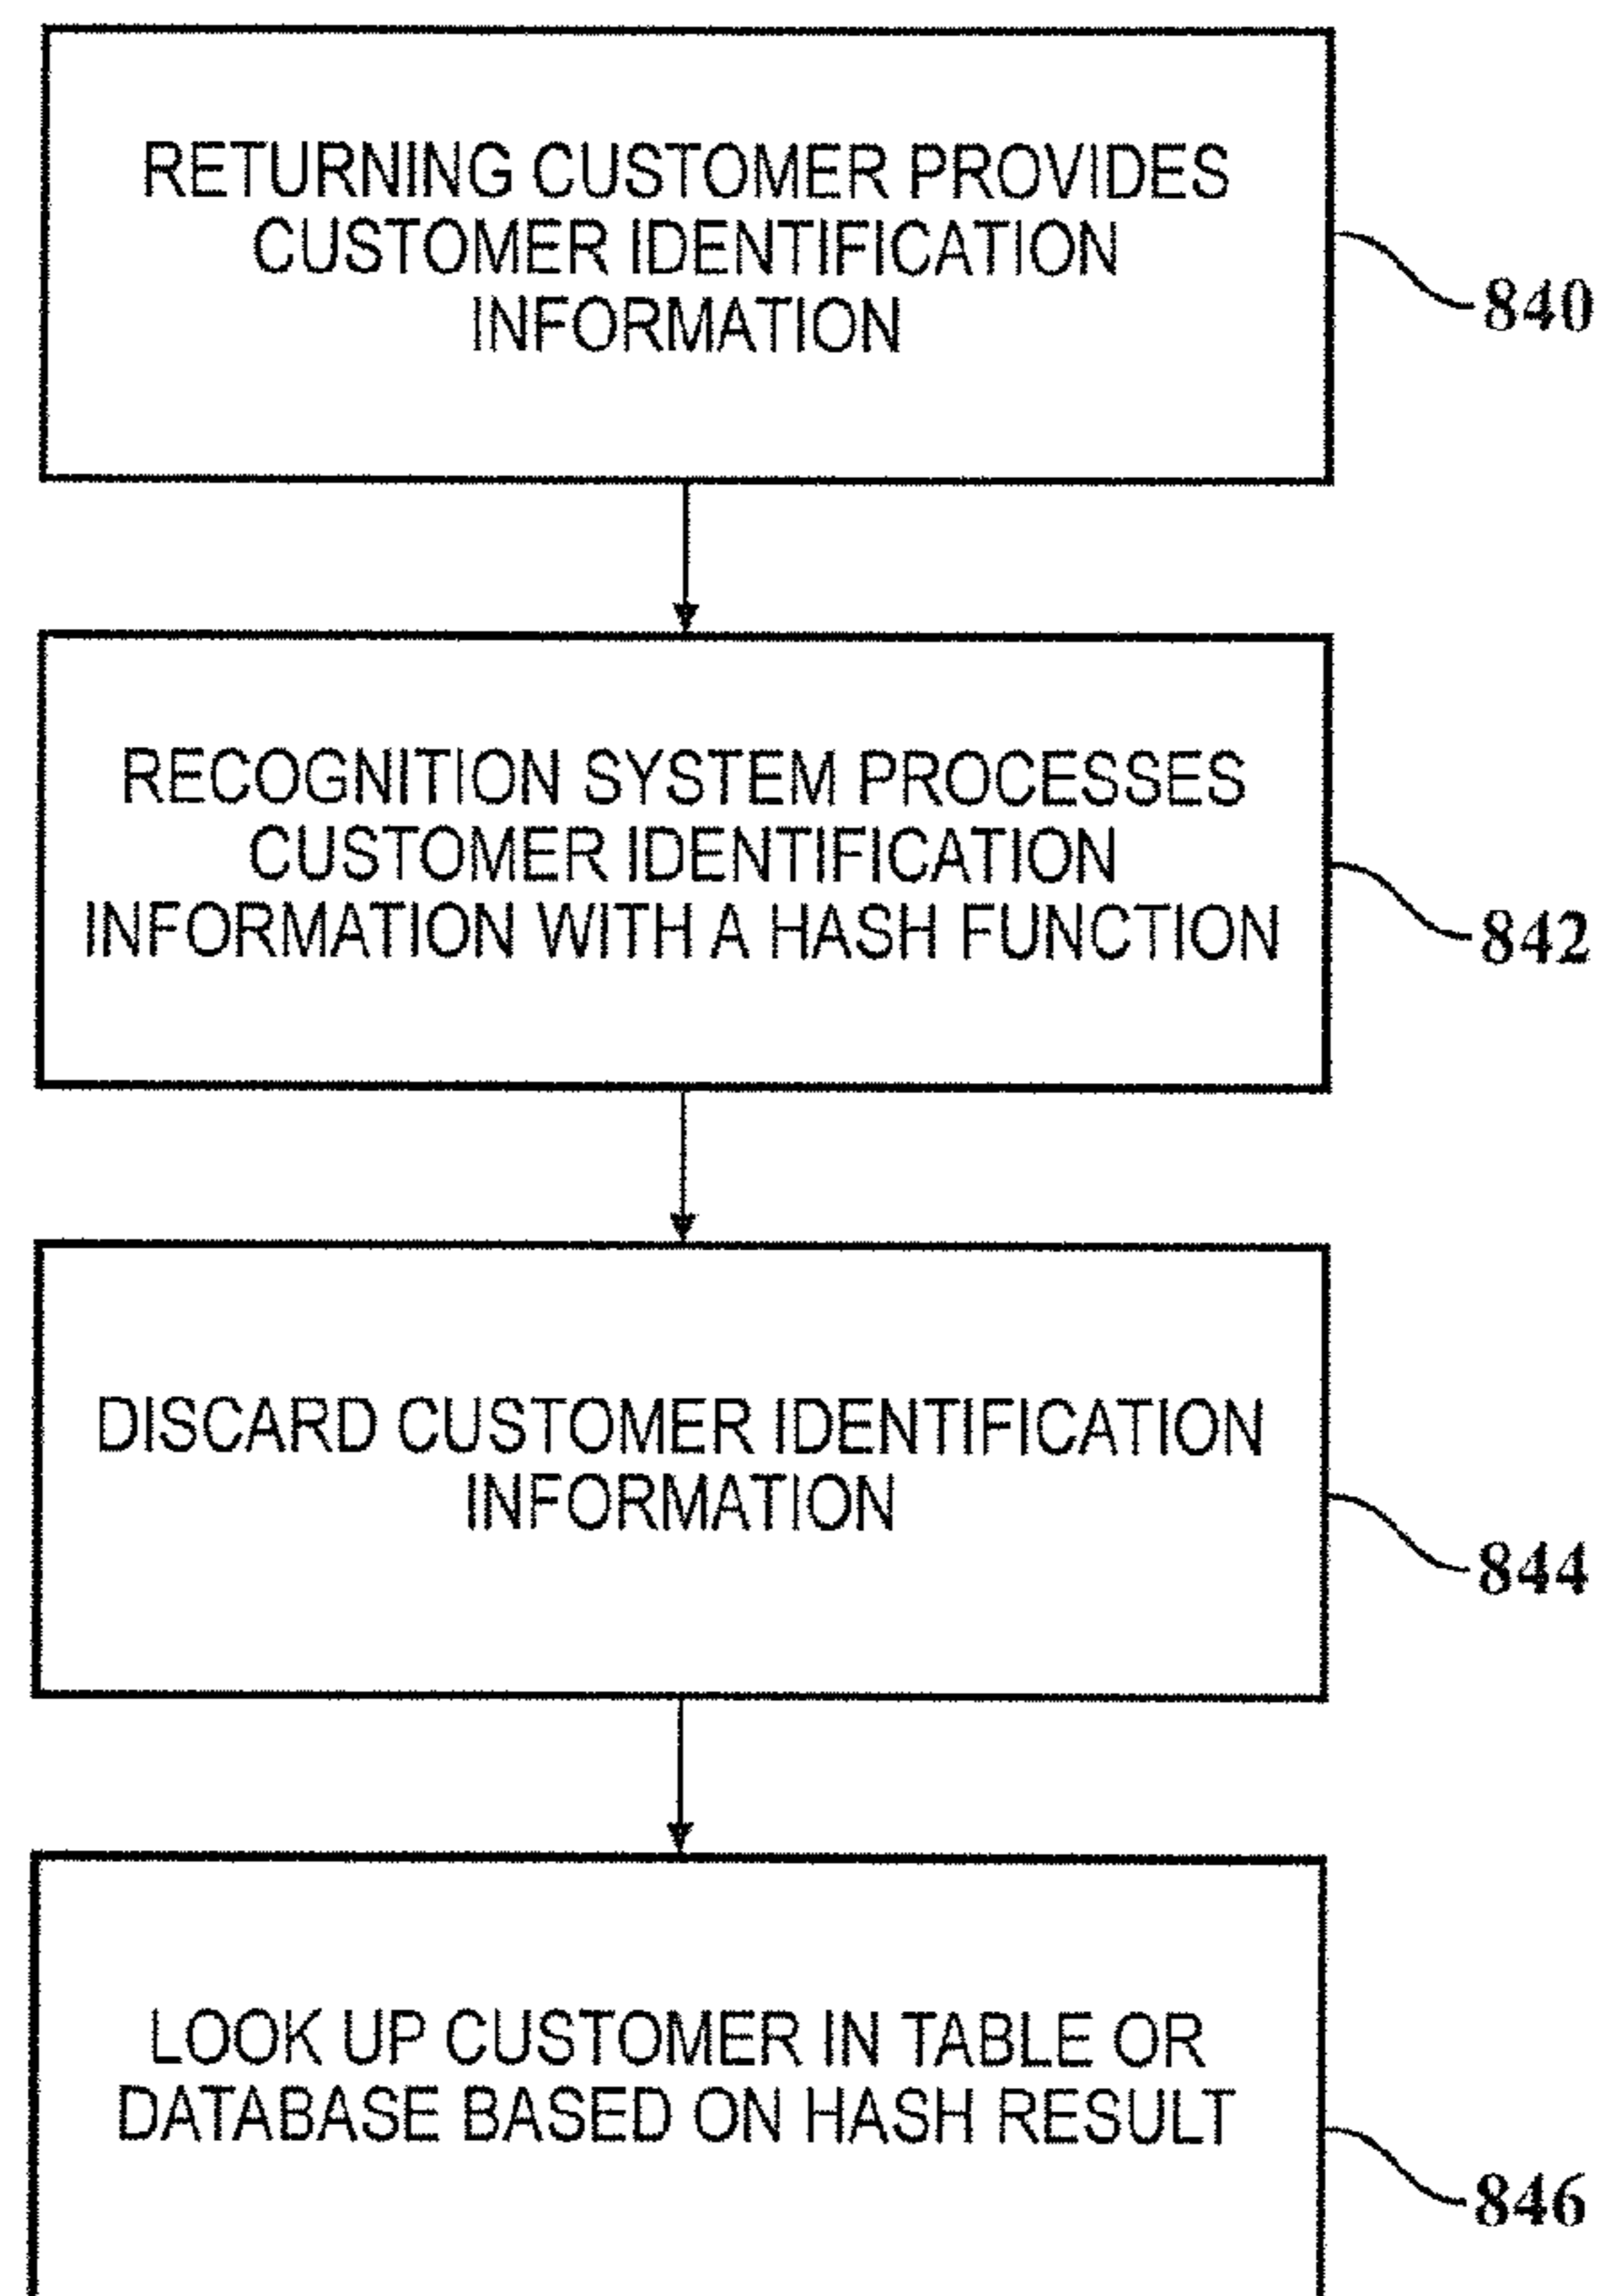 RETURNING CUSTOMER PROVIDES
CUSTOMER IDENTIFICATION
INFORMATION
840
RECOGNITION SYSTEM PROCESSES
CUSTOMER IDENTIFICATION
INFORMATION WITH A HASH FUNCTION
842
DISCARD CUSTOMER IDENTIFICATION
INFORMATION
844
LOOK UP CUSTOMER IN TABLE OR
DATABASE BASED ON HASH RESULT
846